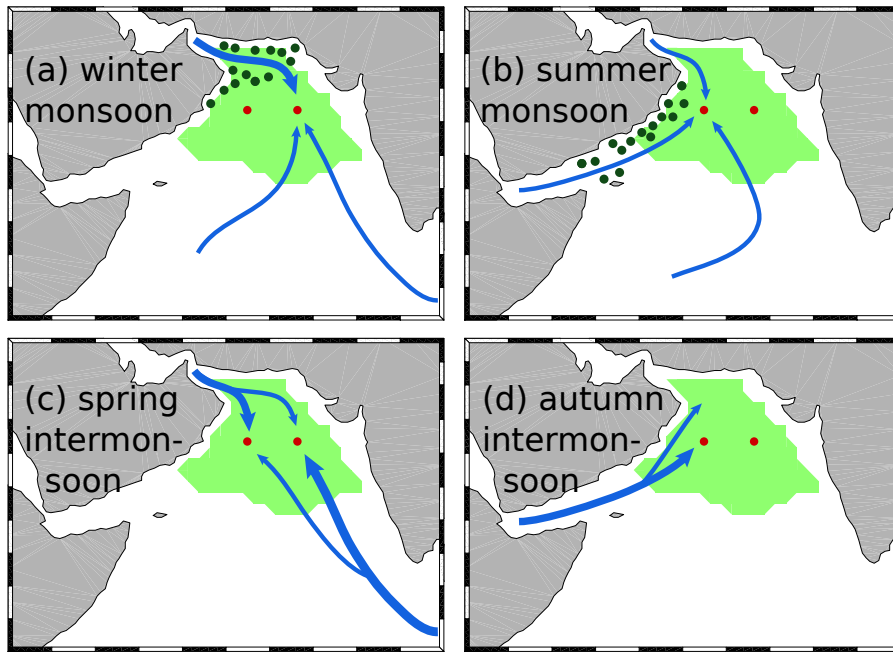 (a) winter
monsoon
(b) summer
monsoon
(c) spring
intermon-
soon
(d) autumn
intermon-
soon